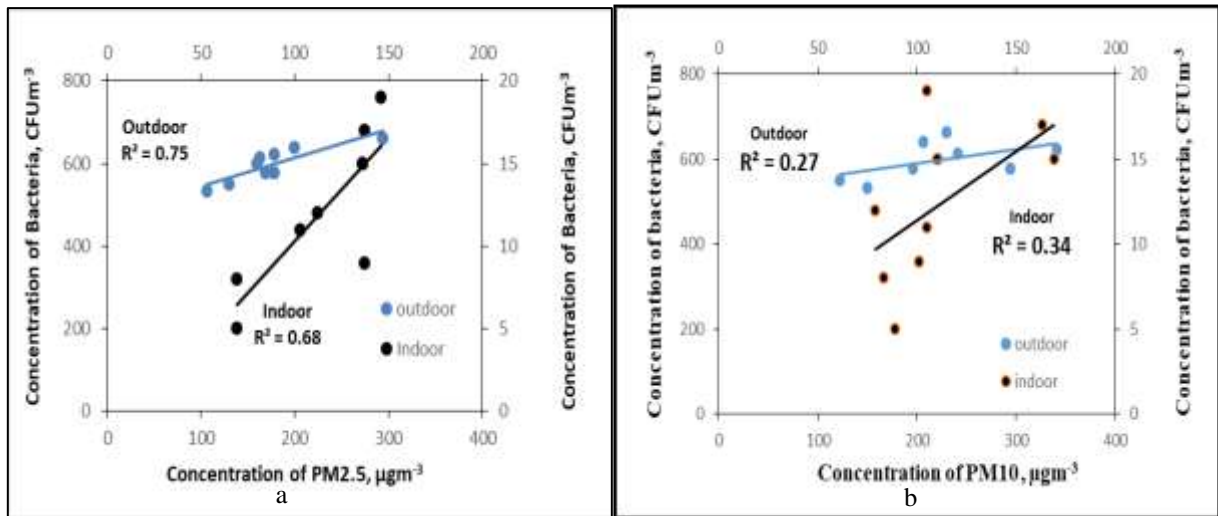 0 50 100 150 200
800
600
400
200
0
20
15
10
5
0
0 100 200 300 400
Concentration of Bacteria, CFUm⁻³
Concentration of Bacteria, CFUm⁻³
Outdoor
R² = 0.75
Indoor
R² = 0.68
outdoor
Indoor
Concentration of PM2.5, µgm⁻³
a
0 50 100 150 200
800
600
400
200
0
20
15
10
5
0
0 100 200 300 400
Concentration of bacteria, CFUm⁻³
Concentration of bacteria, CFUm⁻³
Outdoor
R² = 0.27
Indoor
R² = 0.34
outdoor
indoor
Concentration of PM10, µgm⁻³
b